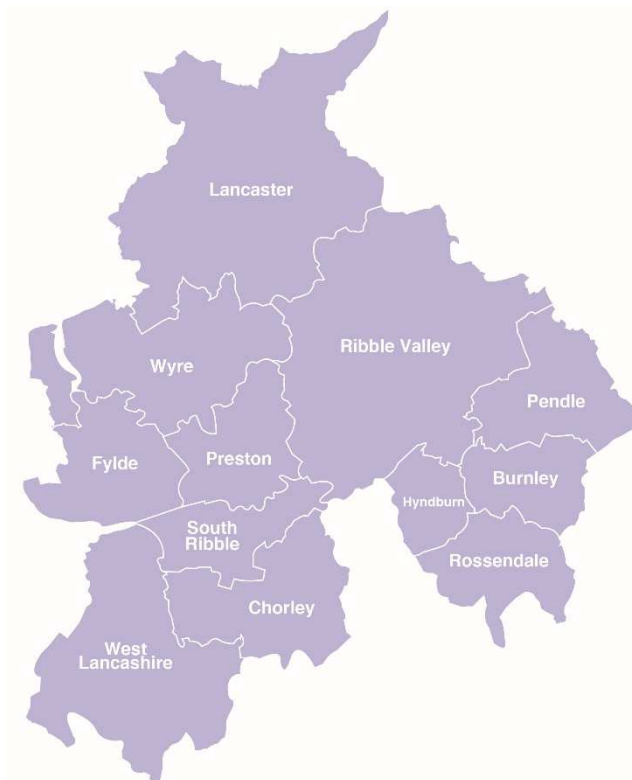 Lancaster
Ribble Valley
Wyre
Pendle
Fylde
Preston
Burnley
Hyndburn
South
Ribble
Rossendale
Chorley
West
Lancashire